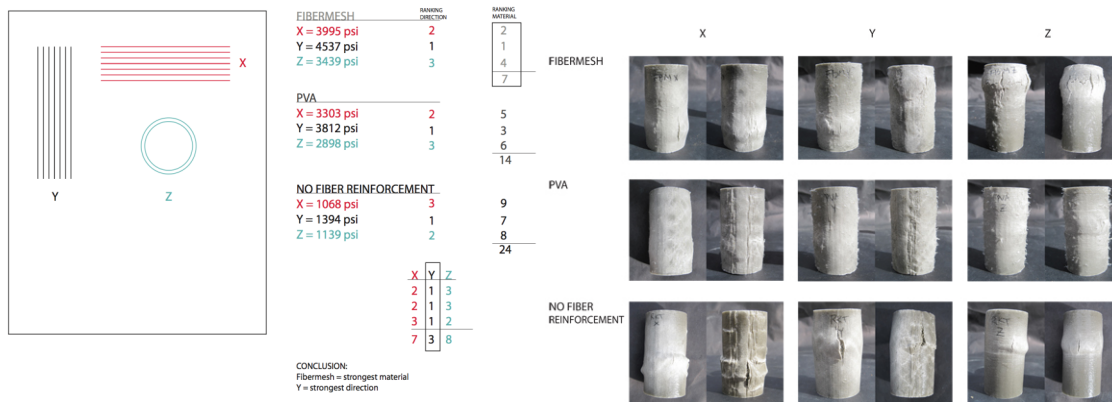 X
Y
Z
FIBERMESH
RANKING
DIRECTION
RANKING
MATERIAL
X = 3995 psi 2 2
Y = 4537 psi 1 1
Z = 3439 psi 3 4
7
PVA
X = 3303 psi 2 5
Y = 3812 psi 1 3
Z = 2898 psi 3 6
14
NO FIBER REINFORCEMENT
X = 1068 psi 3 9
Y = 1394 psi 1 7
Z = 1139 psi 2 8
24
X Y Z
2 1 3
2 1 3
3 1 2
7 3 8
CONCLUSION:
Fibermesh = strongest material
Y = strongest direction
X Y Z
FIBERMESH
PVA
NO FIBER
REINFORCEMENT